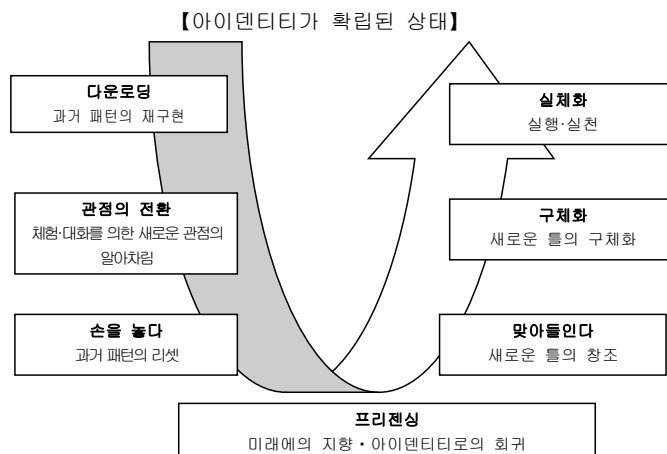 【아이덴티티가 확립된 상태】
다운로딩
과거 패턴의 재구현
관점의 전환
체험·대화를 의한 새로운 관점의
알아차림
손을 놓다
과거 패턴의 리셋
프리젠싱
미래에의 지향・아이덴티티로의 회귀
맞아들인다
새로운 틀의 창조
구체화
새로운 틀의 구체화
실체화
실행·실천